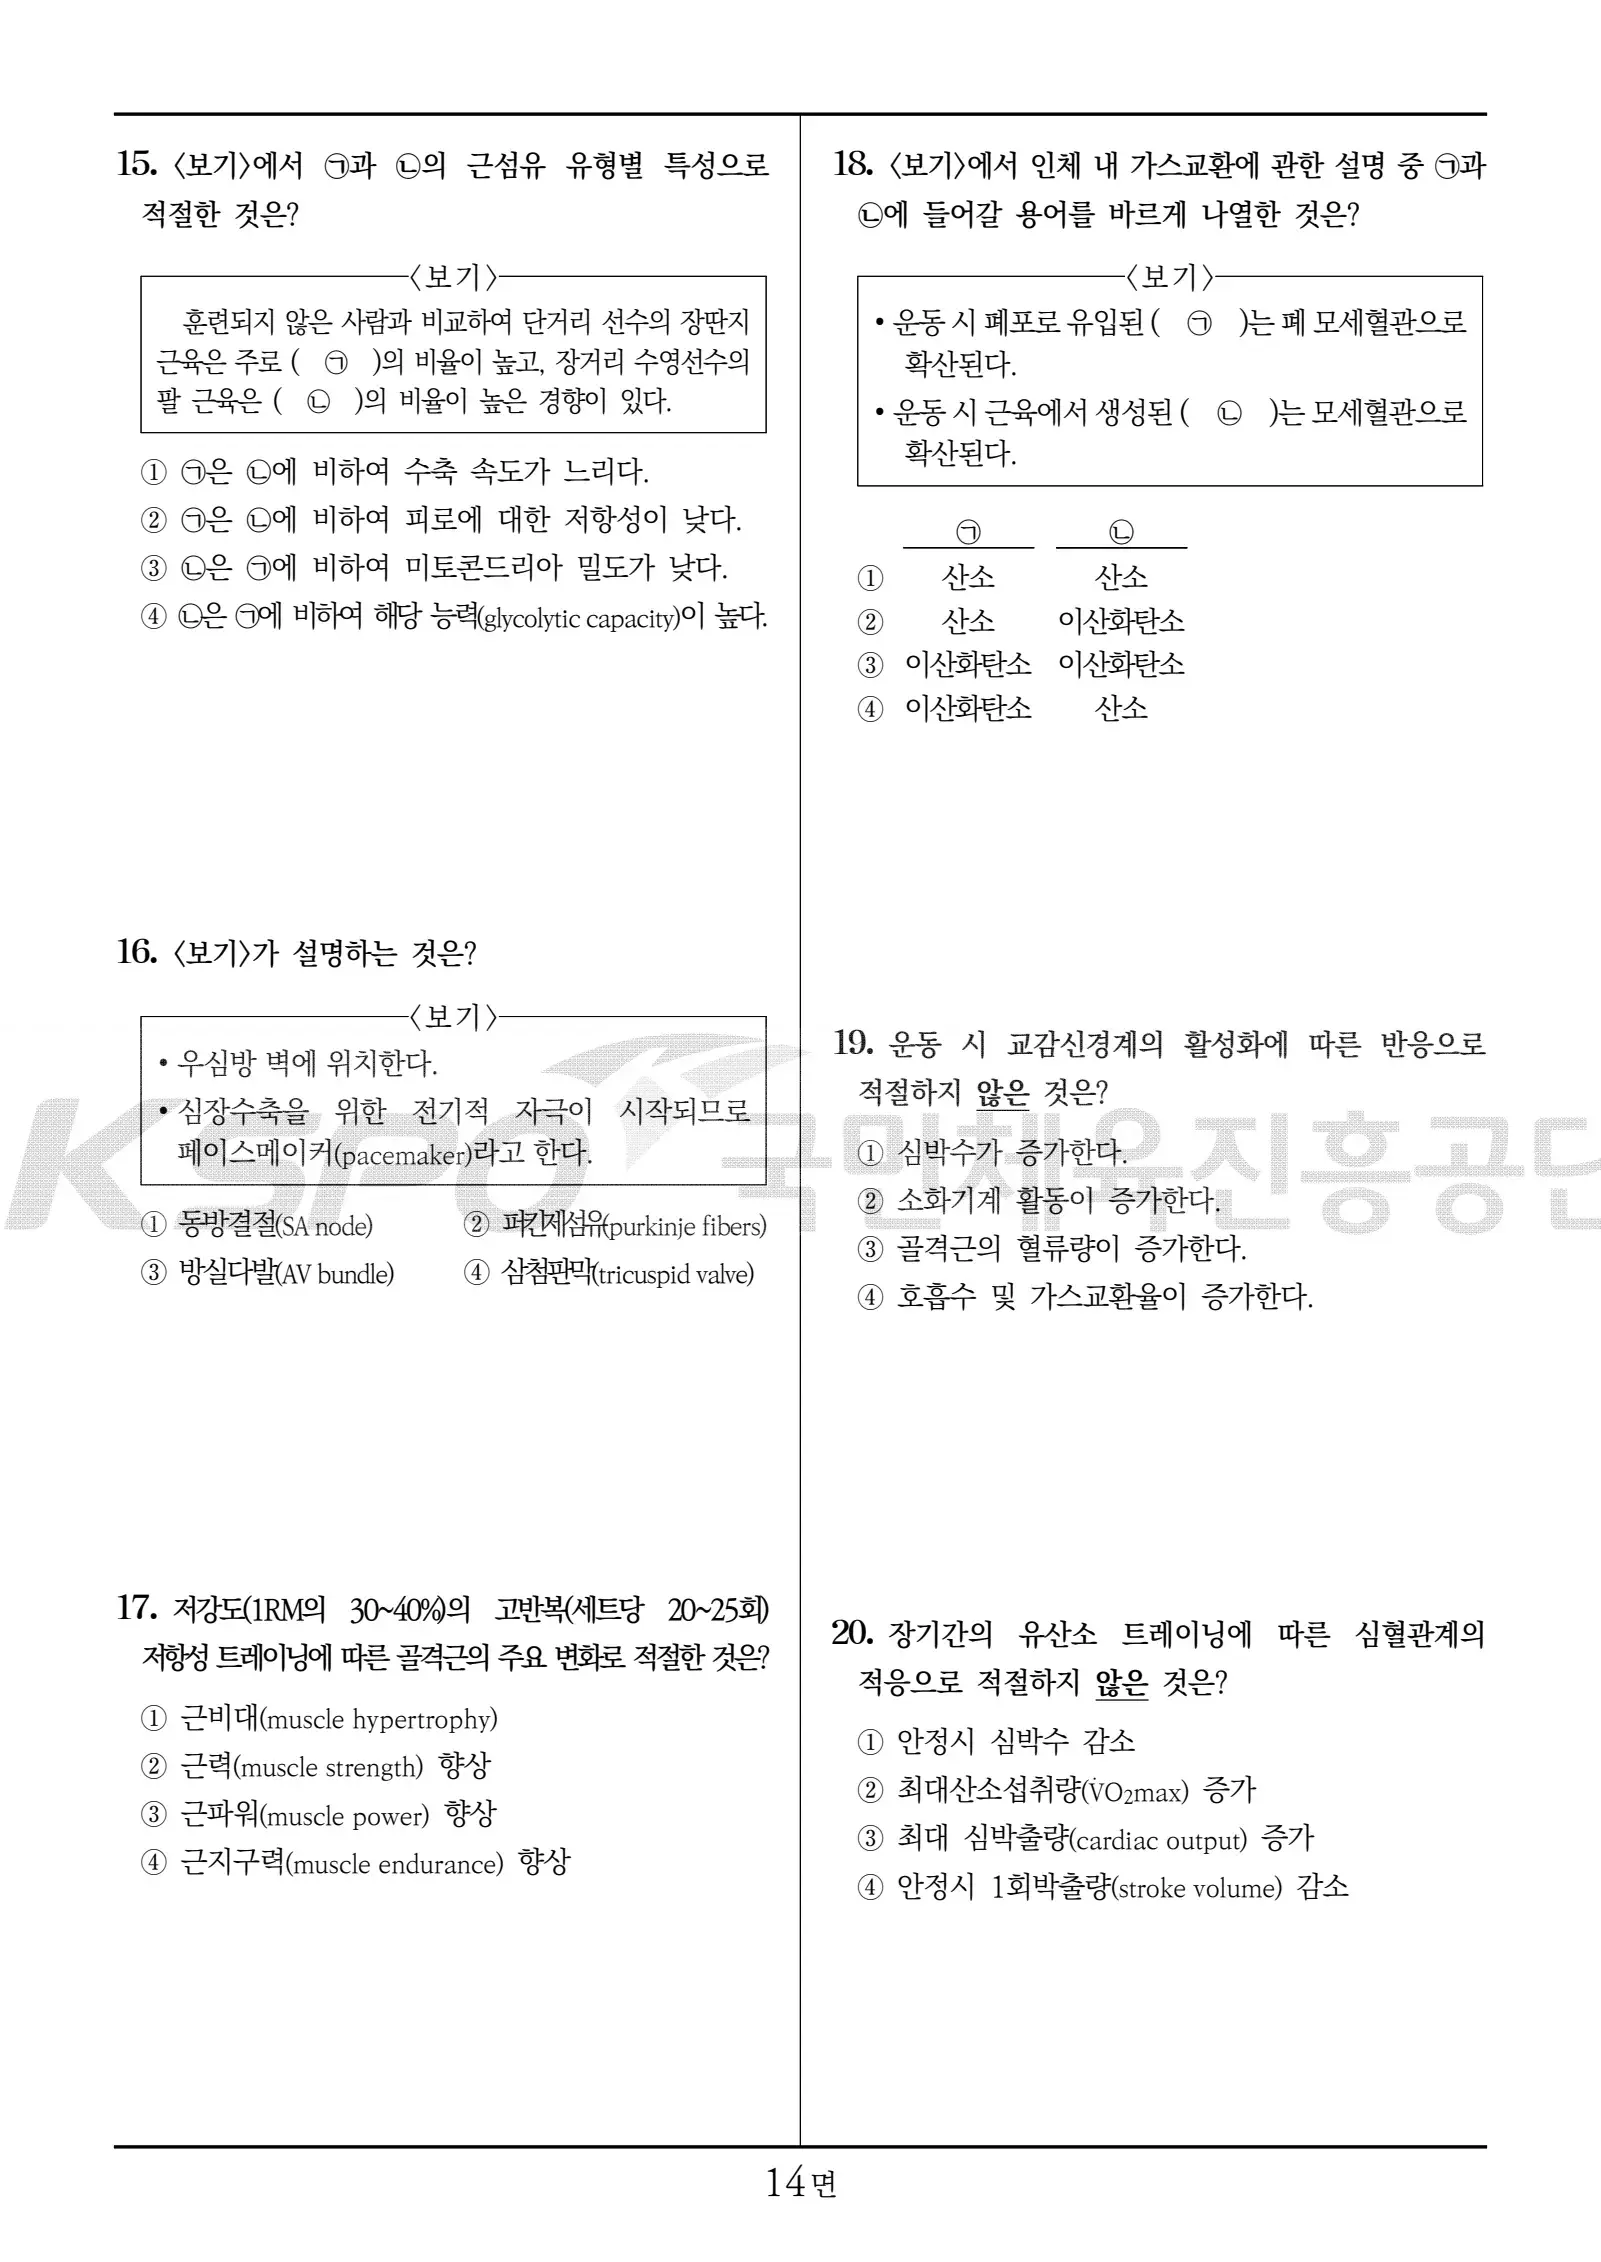 15. 〈보기〉에서 ㉠과 ㉡의 근섬유 유형별 특성으로
적절한 것은?
〈보기〉
훈련되지 않은 사람과 비교하여 단거리 선수의 장딴지
근육은 주로 ( ㉠ )의 비율이 높고, 장거리 수영선수의
팔 근육은 ( ㉡ )의 비율이 높은 경향이 있다.
① ㉠은 ㉡에 비하여 수축 속도가 느리다.
② ㉠은 ㉡에 비하여 피로에 대한 저항성이 낮다.
③ ㉡은 ㉠에 비하여 미토콘드리아 밀도가 낮다.
④ ㉡은 ㉠에 비하여 해당 능력(glycolytic capacity)이 높다.
16. 〈보기〉가 설명하는 것은?
〈보기〉
• 우심방 벽에 위치한다.
• 심장수축을 위한 전기적 자극이 시작되므로
페이스메이커(pacemaker)라고 한다.
① 동방결절(SA node) ② 퍼킨제섬유(purkinje fibers)
③ 방실다발(AV bundle) ④ 삼첨판막(tricuspid valve)
17. 저강도(1RM의 30~40%)의 고반복(세트당 20~25회)
저항성 트레이닝에 따른 골격근의 주요 변화로 적절한 것은?
① 근비대(muscle hypertrophy)
② 근력(muscle strength) 향상
③ 근파워(muscle power) 향상
④ 근지구력(muscle endurance) 향상
18. 〈보기〉에서 인체 내 가스교환에 관한 설명 중 ㉠과
㉡에 들어갈 용어를 바르게 나열한 것은?
〈보기〉
• 운동 시 폐포로 유입된 ( ㉠ )는 폐 모세혈관으로
확산된다.
• 운동 시 근육에서 생성된 ( ㉡ )는 모세혈관으로
확산된다.
㉠ ㉡
① 산소 산소
② 산소 이산화탄소
③ 이산화탄소 이산화탄소
④ 이산화탄소 산소
19. 운동 시 교감신경계의 활성화에 따른 반응으로
적절하지 않은 것은?
① 심박수가 증가한다.
② 소화기계 활동이 증가한다.
③ 골격근의 혈류량이 증가한다.
④ 호흡수 및 가스교환율이 증가한다.
20. 장기간의 유산소 트레이닝에 따른 심혈관계의
적응으로 적절하지 않은 것은?
① 안정시 심박수 감소
② 최대산소섭취량(V̇O₂max) 증가
③ 최대 심박출량(cardiac output) 증가
④ 안정시 1회박출량(stroke volume) 감소
KSPO 국민체육진흥공단
14면